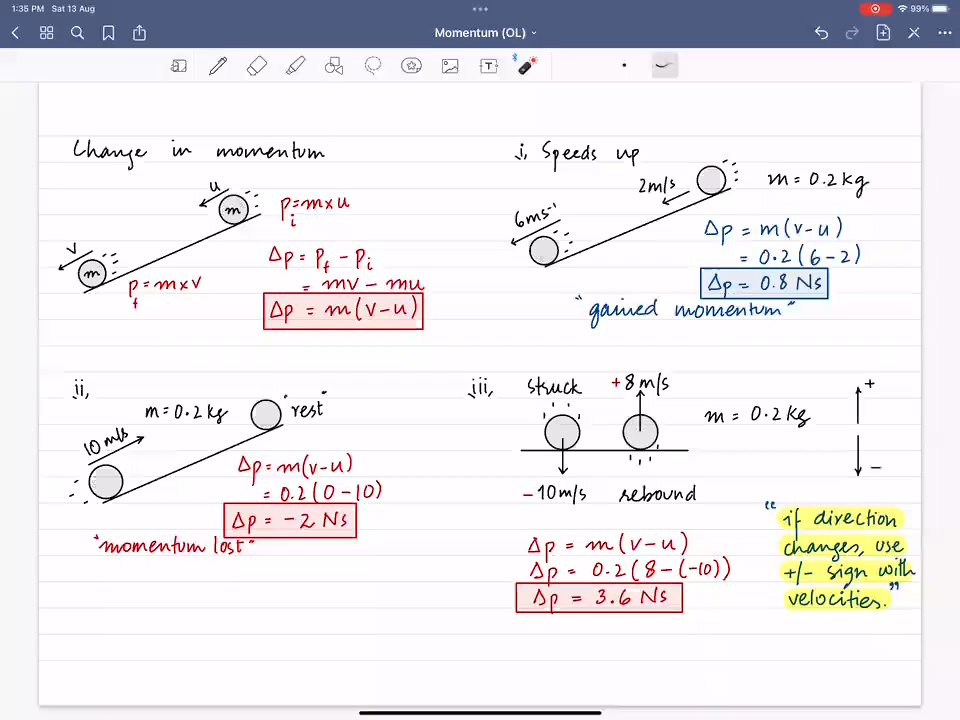 1:35 PM Sat 13 Aug
99%
Momentum (OL)
Change in momentum
u
m
p_i = m×u
v
m
p_f = m×v
Δp = p_f − p_i
= mv − mu
Δp = m(v−u)
i, Speeds up
2m/s
m = 0.2 kg
6ms⁻¹
Δp = m(v−u)
= 0.2(6−2)
Δp = 0.8 Ns
"gained momentum"
ii,
m = 0.2 kg
"rest"
10 m/s
Δp = m(v−u)
= 0.2(0−10)
Δp = −2 Ns
"momentum lost"
iii,
struck
+8 m/s
m = 0.2 kg
+
−
−10m/s
rebound
Δp = m(v−u)
Δp = 0.2(8−(−10))
Δp = 3.6 Ns
"if direction
changes, use
+/− sign with
velocities."